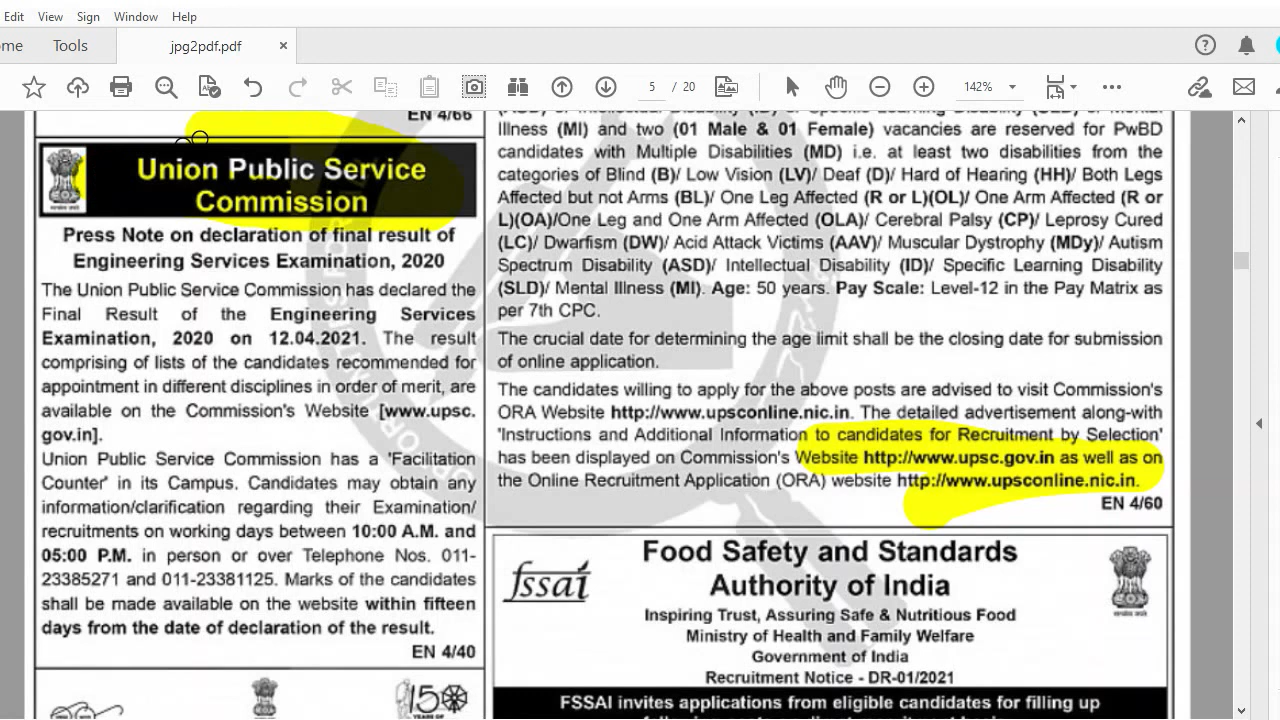 Edit View Sign Window Help
ome Tools jpg2pdf.pdf ×
5 / 20 142%
EN 4/66
Union Public Service
Commission
Press Note on declaration of final result of
Engineering Services Examination, 2020
The Union Public Service Commission has declared the
Final Result of the Engineering Services
Examination, 2020 on 12.04.2021. The result
comprising of lists of the candidates recommended for
appointment in different disciplines in order of merit, are
available on the Commission's Website [www.upsc.
gov.in].
Union Public Service Commission has a 'Facilitation
Counter' in its Campus. Candidates may obtain any
information/clarification regarding their Examination/
recruitments on working days between 10:00 A.M. and
05:00 P.M. in person or over Telephone Nos. 011-
23385271 and 011-23381125. Marks of the candidates
shall be made available on the website within fifteen
days from the date of declaration of the result.
EN 4/40
Illness (MI) and two (01 Male & 01 Female) vacancies are reserved for PwBD
candidates with Multiple Disabilities (MD) i.e. at least two disabilities from the
categories of Blind (B)/ Low Vision (LV)/ Deaf (D)/ Hard of Hearing (HH)/ Both Legs
Affected but not Arms (BL)/ One Leg Affected (R or L)(OL)/ One Arm Affected (R or
L)(OA)/One Leg and One Arm Affected (OLA)/ Cerebral Palsy (CP)/ Leprosy Cured
(LC)/ Dwarfism (DW)/ Acid Attack Victims (AAV)/ Muscular Dystrophy (MDy)/ Autism
Spectrum Disability (ASD)/ Intellectual Disability (ID)/ Specific Learning Disability
(SLD)/ Mental Illness (MI). Age: 50 years. Pay Scale: Level-12 in the Pay Matrix as
per 7th CPC.
The crucial date for determining the age limit shall be the closing date for submission
of online application.
The candidates willing to apply for the above posts are advised to visit Commission's
ORA Website http://www.upsconline.nic.in. The detailed advertisement along-with
'Instructions and Additional Information to candidates for Recruitment by Selection'
has been displayed on Commission's Website http://www.upsc.gov.in as well as on
the Online Recruitment Application (ORA) website http://www.upsconline.nic.in.
EN 4/60
fssai
Food Safety and Standards
Authority of India
Inspiring Trust, Assuring Safe & Nutritious Food
Ministry of Health and Family Welfare
Government of India
Recruitment Notice - DR-01/2021
FSSAI invites applications from eligible candidates for filling up
150
YEARS OF